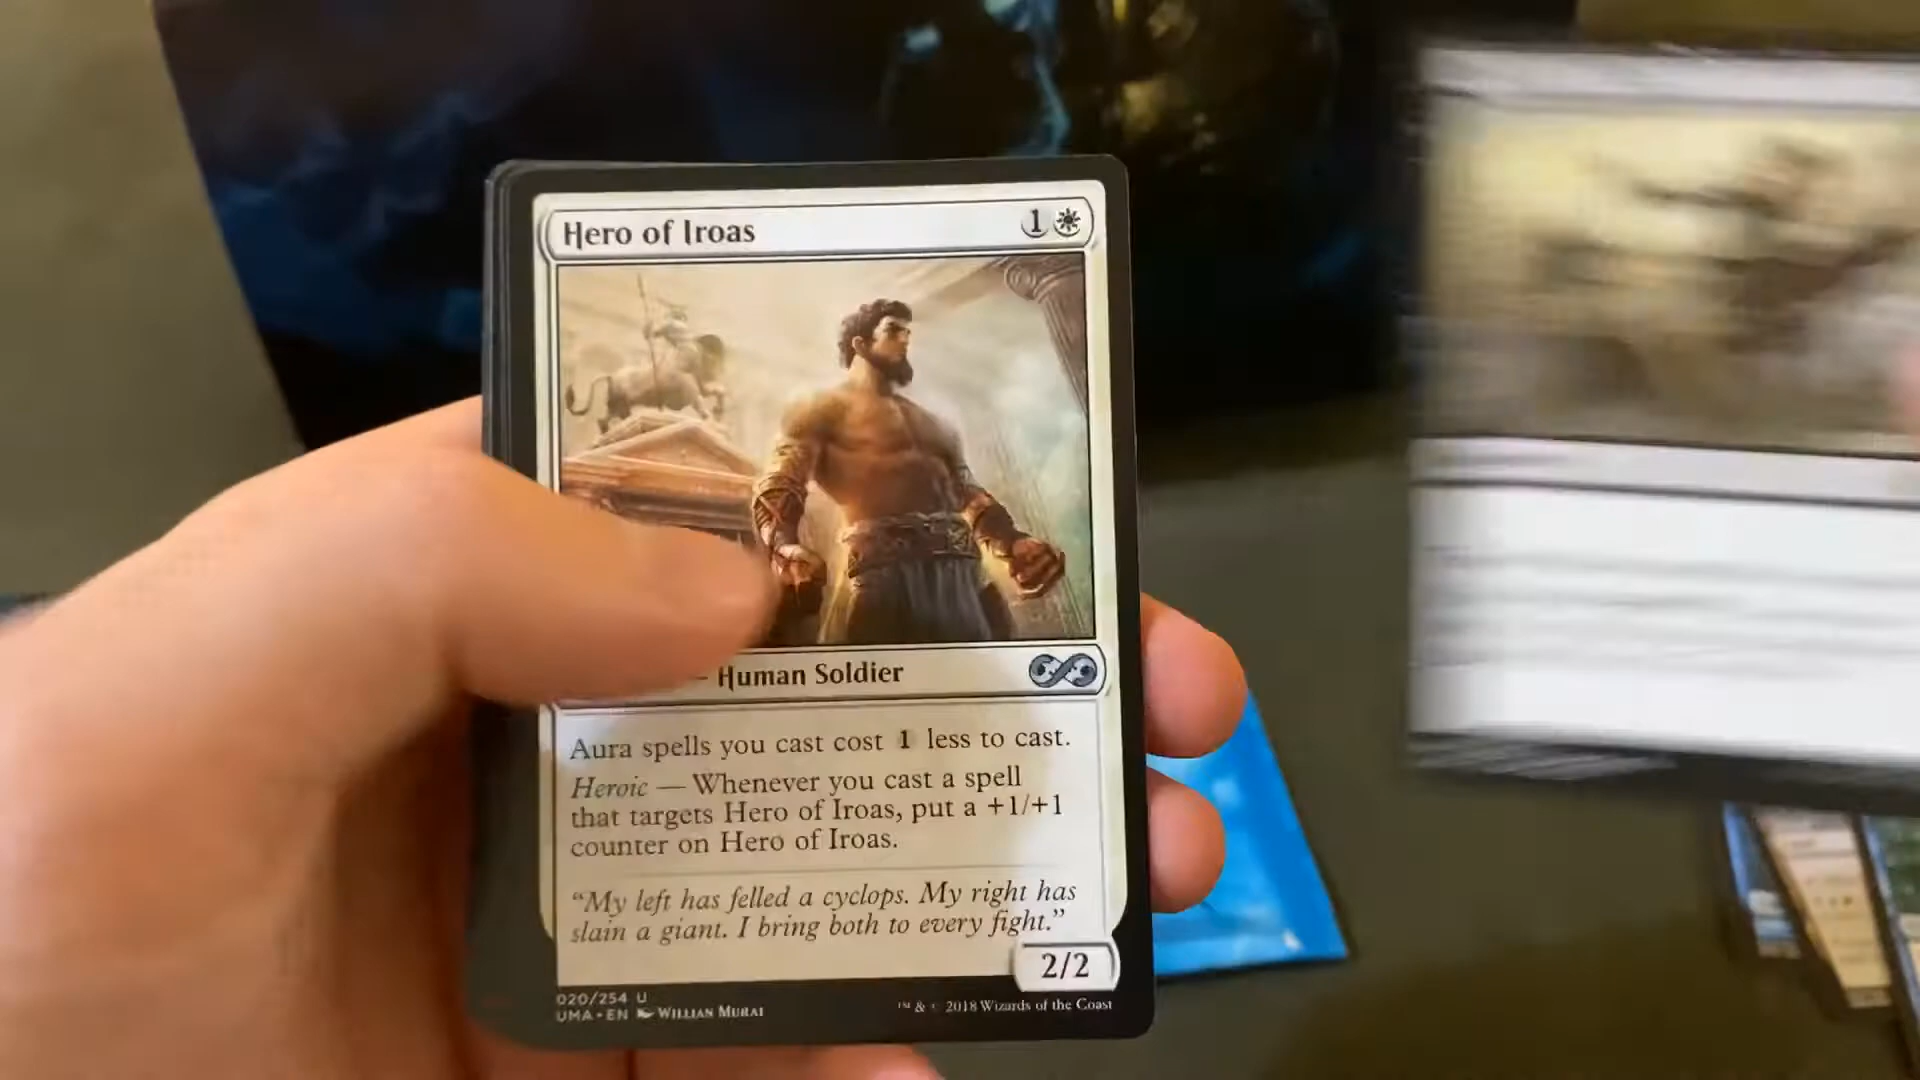 Hero of Iroas 1
— Human Soldier
Aura spells you cast cost 1 less to cast.
Heroic — Whenever you cast a spell
that targets Hero of Iroas, put a +1/+1
counter on Hero of Iroas.
“My left has felled a cyclops. My right has
slain a giant. I bring both to every fight.”
2/2
020/254 U
UMA • EN WILLIAN MURAI
™ & © 2018 Wizards of the Coast